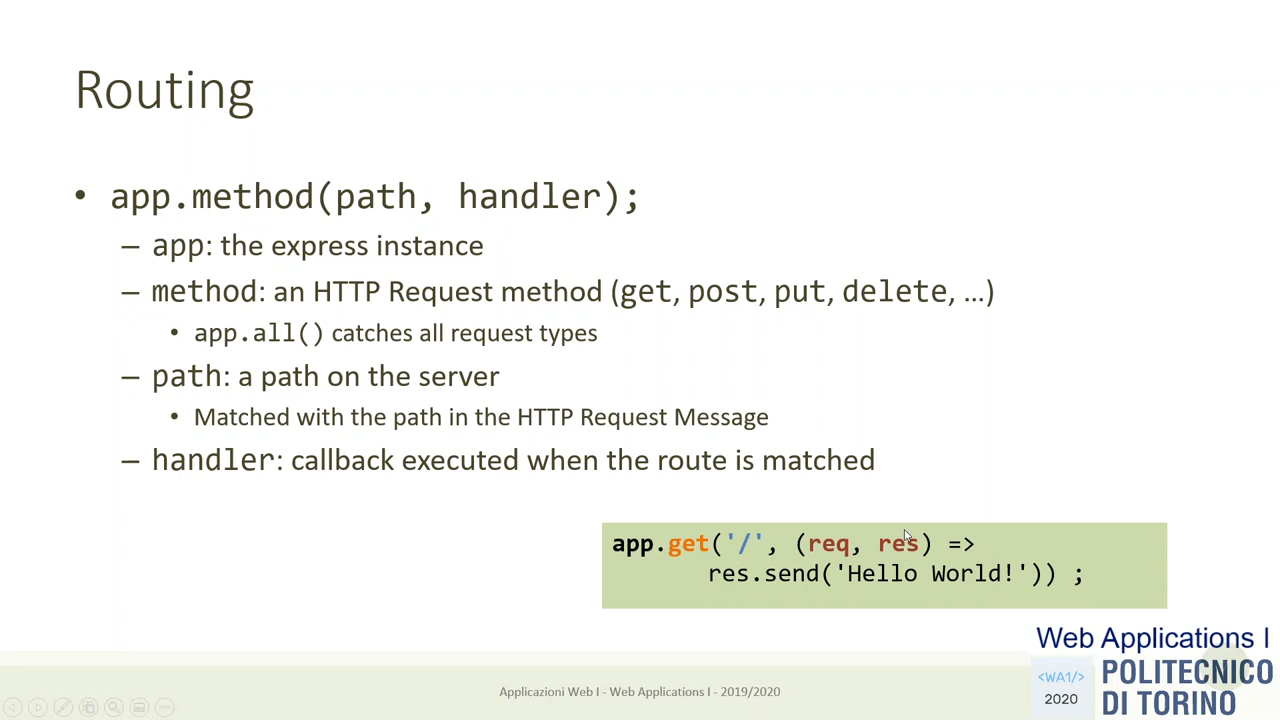 Routing
• app.method(path, handler);
– app: the express instance
– method: an HTTP Request method (get, post, put, delete, …)
• app.all() catches all request types
– path: a path on the server
• Matched with the path in the HTTP Request Message
– handler: callback executed when the route is matched
app.get('/', (req, res) =>
res.send('Hello World!')) ;
Web Applications I
<WA1/>
2020
POLITECNICO
DI TORINO
Applicazioni Web I - Web Applications I - 2019/2020